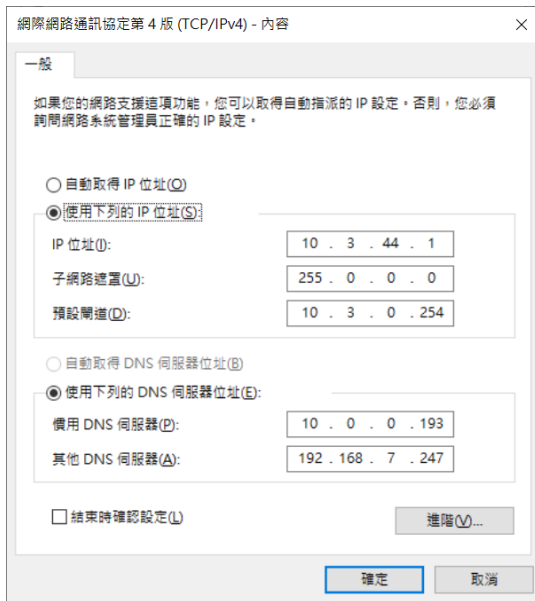 網際網路通訊協定第 4 版 (TCP/IPv4) - 內容
一般
如果您的網路支援這項功能，您可以取得自動指派的 IP 設定。否則，您必須
詢問網路系統管理員正確的 IP 設定。
自動取得 IP 位址(O)
使用下列的 IP 位址(S):
IP 位址(I): 10 . 3 . 44 . 1
子網路遮罩(U): 255 . 0 . 0 . 0
預設閘道(D): 10 . 3 . 0 . 254
自動取得 DNS 伺服器位址(B)
使用下列的 DNS 伺服器位址(E):
慣用 DNS 伺服器(P): 10 . 0 . 0 . 193
其他 DNS 伺服器(A): 192 . 168 . 7 . 247
結束時確認設定(L)
進階(V)...
確定 取消